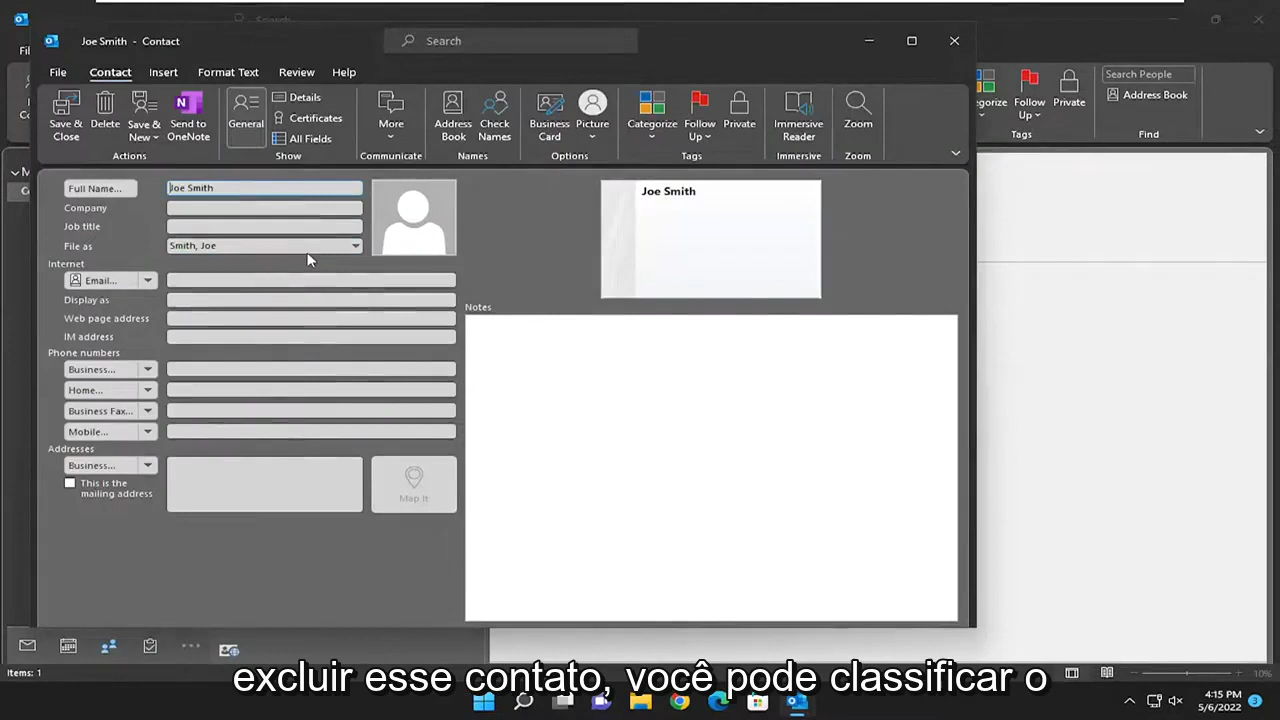 Search
Joe Smith - Contact
Search
Fil
File
Contact
Insert
Format Text
Review
Help
Save & Close
Delete
Save & New
Send to OneNote
Actions
General
Details
Certificates
All Fields
Show
More
Communicate
Address Book
Check Names
Names
Business Card
Picture
Options
Categorize
Follow Up
Private
Tags
Immersive Reader
Immersive
Zoom
Zoom
egorize
Follow Up
Private
Tags
Search People
Address Book
Find
Full Name...
Joe Smith
Company
Job title
File as
Smith, Joe
Internet
Email...
Display as
Web page address
IM address
Phone numbers
Business...
Home...
Business Fax...
Mobile...
Addresses
Business...
This is the
mailing address
Map It
Joe Smith
Notes
Items: 1
10%
excluir esse contato, você pode classificar o
4:15 PM
5/6/2022
3